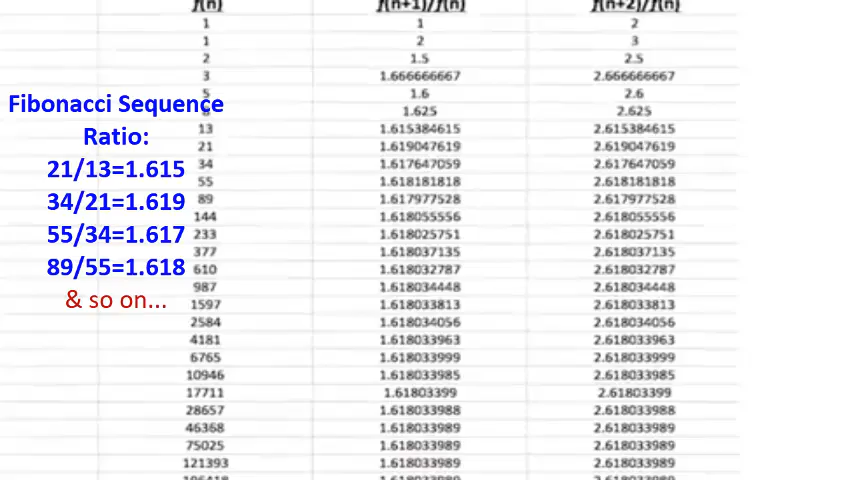 f(n) f(n+1)/f(n) f(n+2)/f(n)
1 1 2
1 2 3
2 1.5 2.5
3 1.666666667 2.666666667
5 1.6 2.6
8 1.625 2.625
13 1.615384615 2.615384615
21 1.619047619 2.619047619
34 1.617647059 2.617647059
55 1.618181818 2.618181818
89 1.617977528 2.617977528
144 1.618055556 2.618055556
233 1.618025751 2.618025751
377 1.618037135 2.618037135
610 1.618032787 2.618032787
987 1.618034448 2.618034448
1597 1.618033813 2.618033813
2584 1.618034056 2.618034056
4181 1.618033963 2.618033963
6765 1.618033999 2.618033999
10946 1.618033985 2.618033985
17711 1.61803399 2.61803399
28657 1.618033988 2.618033988
46368 1.618033989 2.618033989
75025 1.618033989 2.618033989
121393 1.618033989 2.618033989
196418 1.618033989 2.618033989
Fibonacci Sequence
Ratio:
21/13=1.615
34/21=1.619
55/34=1.617
89/55=1.618
& so on...